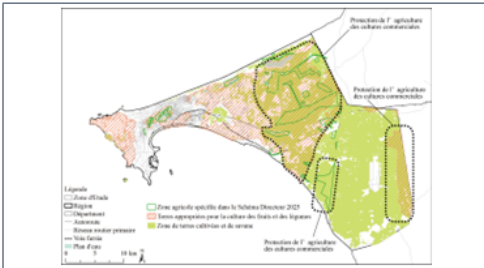 Protection de l' agriculture
des cultures commerciales
Protection de l' agriculture
des cultures commerciales
Légende
Zone d'Etude
Région
Département
Autoroute
Réseau routier primaire
Voie ferrée
Plan d'eau
Zone agricole spécifiée dans le Schéma Directeur 2025
Terres appropriées pour la culture des fruits et des légumes
Zone de terres cultivées et de savane
0 5 10 km
N
Protection de l' agriculture
des cultures commerciales